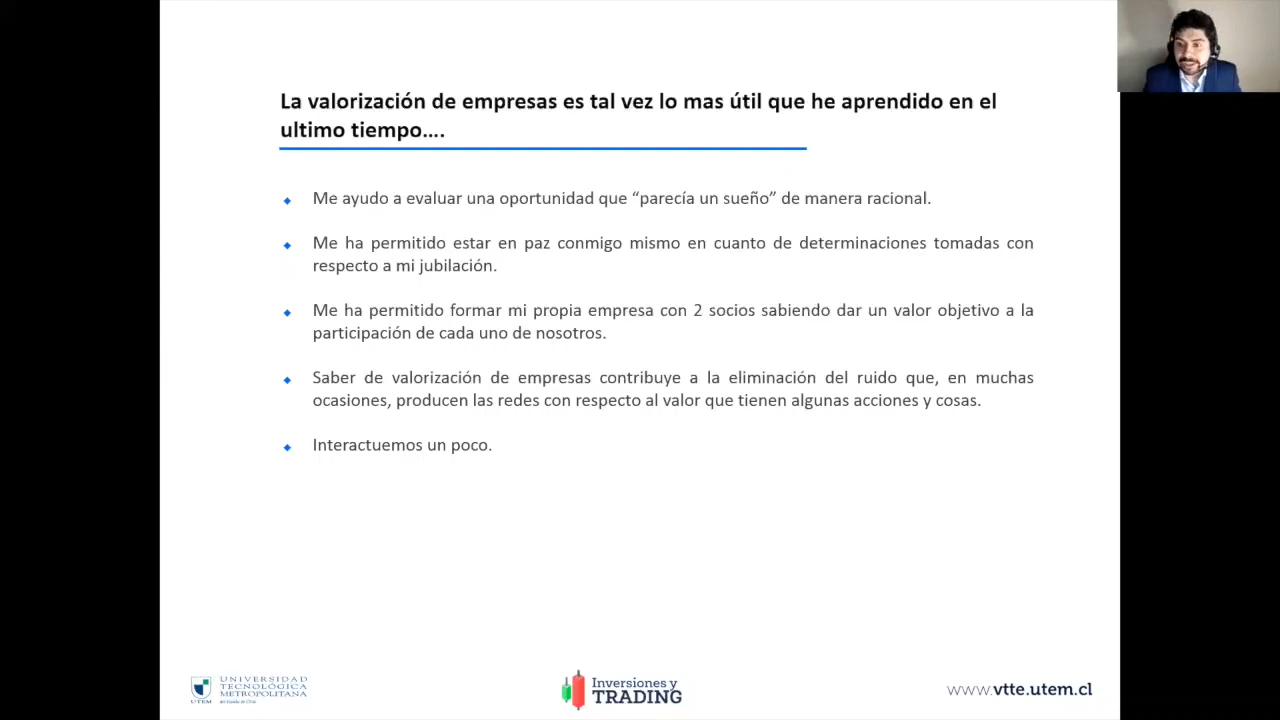 La valorización de empresas es tal vez lo mas útil que he aprendido en el
ultimo tiempo....
Me ayudo a evaluar una oportunidad que “parecía un sueño” de manera racional.
Me ha permitido estar en paz conmigo mismo en cuanto de determinaciones tomadas con
respecto a mi jubilación.
Me ha permitido formar mi propia empresa con 2 socios sabiendo dar un valor objetivo a la
participación de cada uno de nosotros.
Saber de valorización de empresas contribuye a la eliminación del ruido que, en muchas
ocasiones, producen las redes con respecto al valor que tienen algunas acciones y cosas.
Interactuemos un poco.
UTEM
UNIVERSIDAD
TECNOLÓGICA
METROPOLITANA
del Estado de Chile
Inversiones y
TRADING
www.vtte.utem.cl